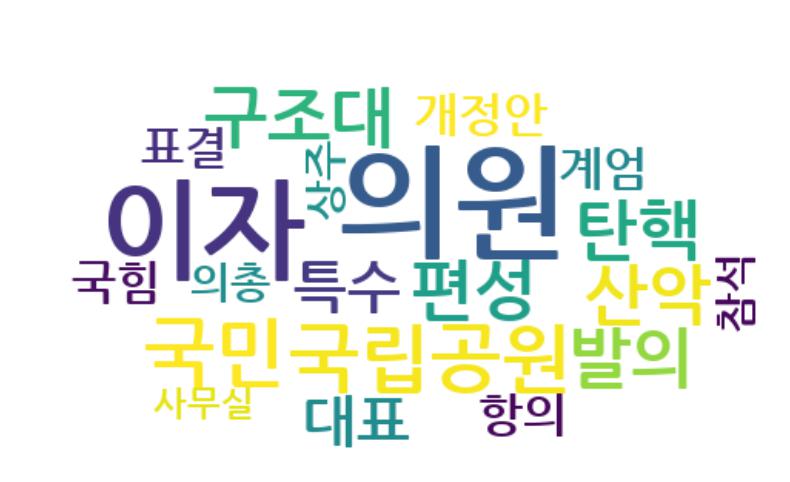 구조대
개정안
표결
상주
의원
계엄
이자
탄핵
국힘
의총
특수
편성
산악
참석
국민
국립공원
발의
사무실
대표
항의